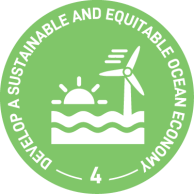 DEVELOP A SUSTAINABLE AND EQUITABLE OCEAN ECONOMY
4